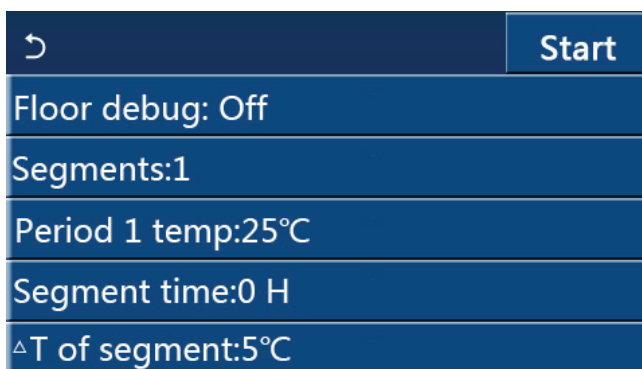 Start
Floor debug: Off
Segments:1
Period 1 temp:25℃
Segment time:0 H
△T of segment:5℃